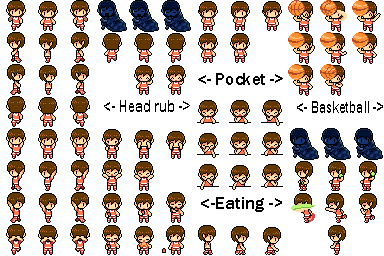 <- Pocket ->
<- Head rub ->
<- Basketball ->
<-Eating ->